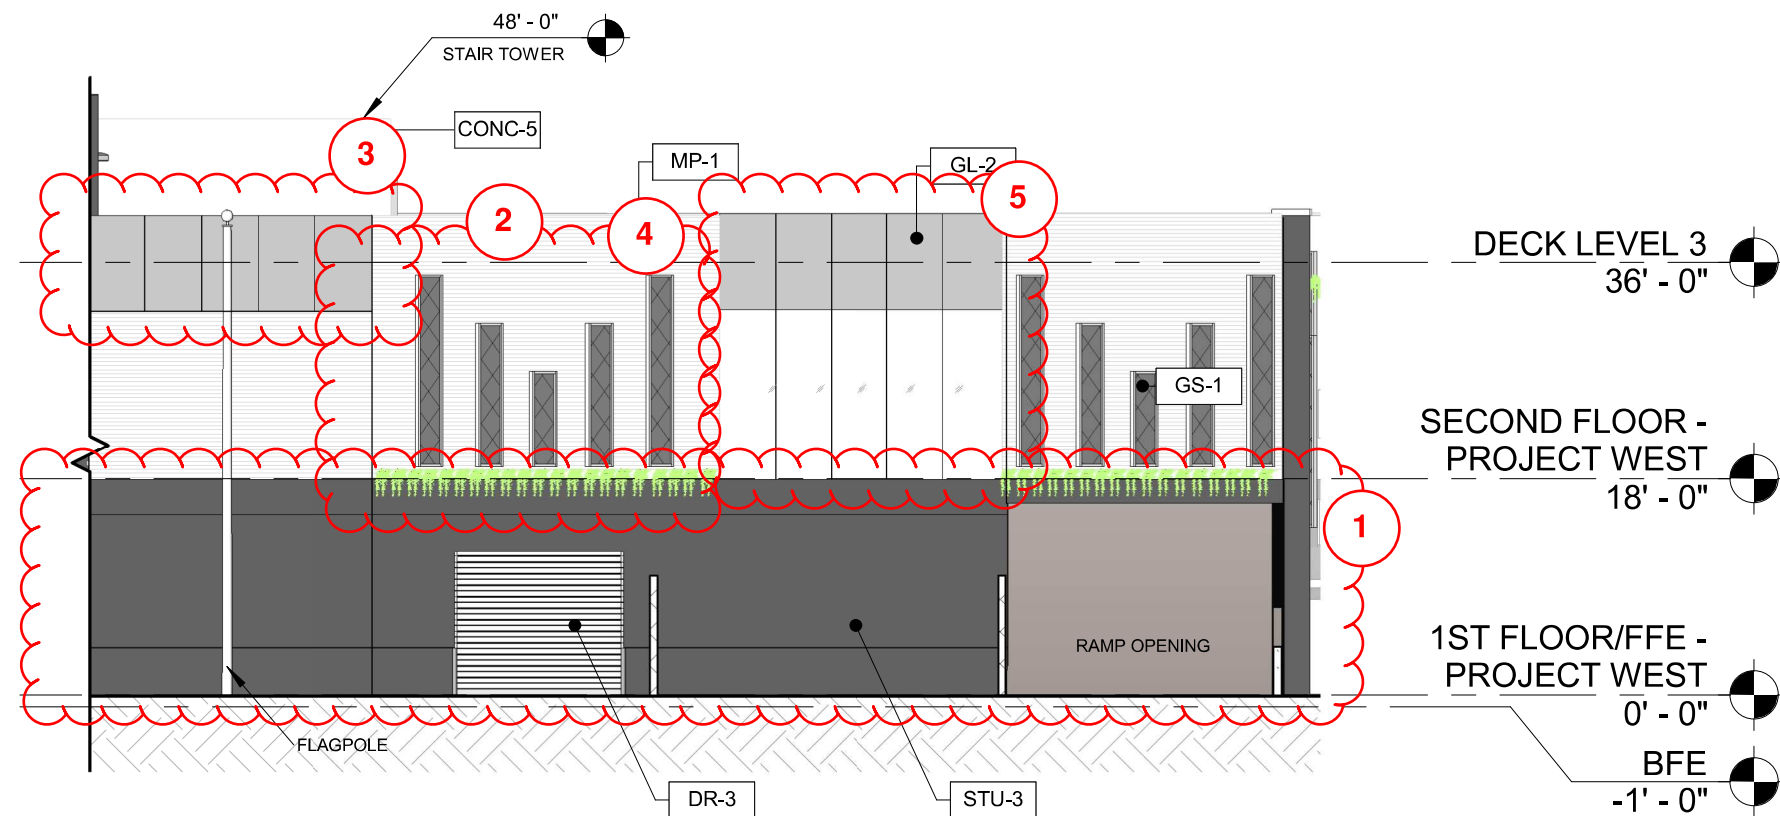 48' - 0"
STAIR TOWER
CONC-5
3
MP-1
GL-2
5
2
4
DECK LEVEL 3
36' - 0"
GS-1
SECOND FLOOR -
PROJECT WEST
18' - 0"
1
RAMP OPENING
1ST FLOOR/FFE -
PROJECT WEST
0' - 0"
FLAGPOLE
BFE
-1' - 0"
DR-3
STU-3